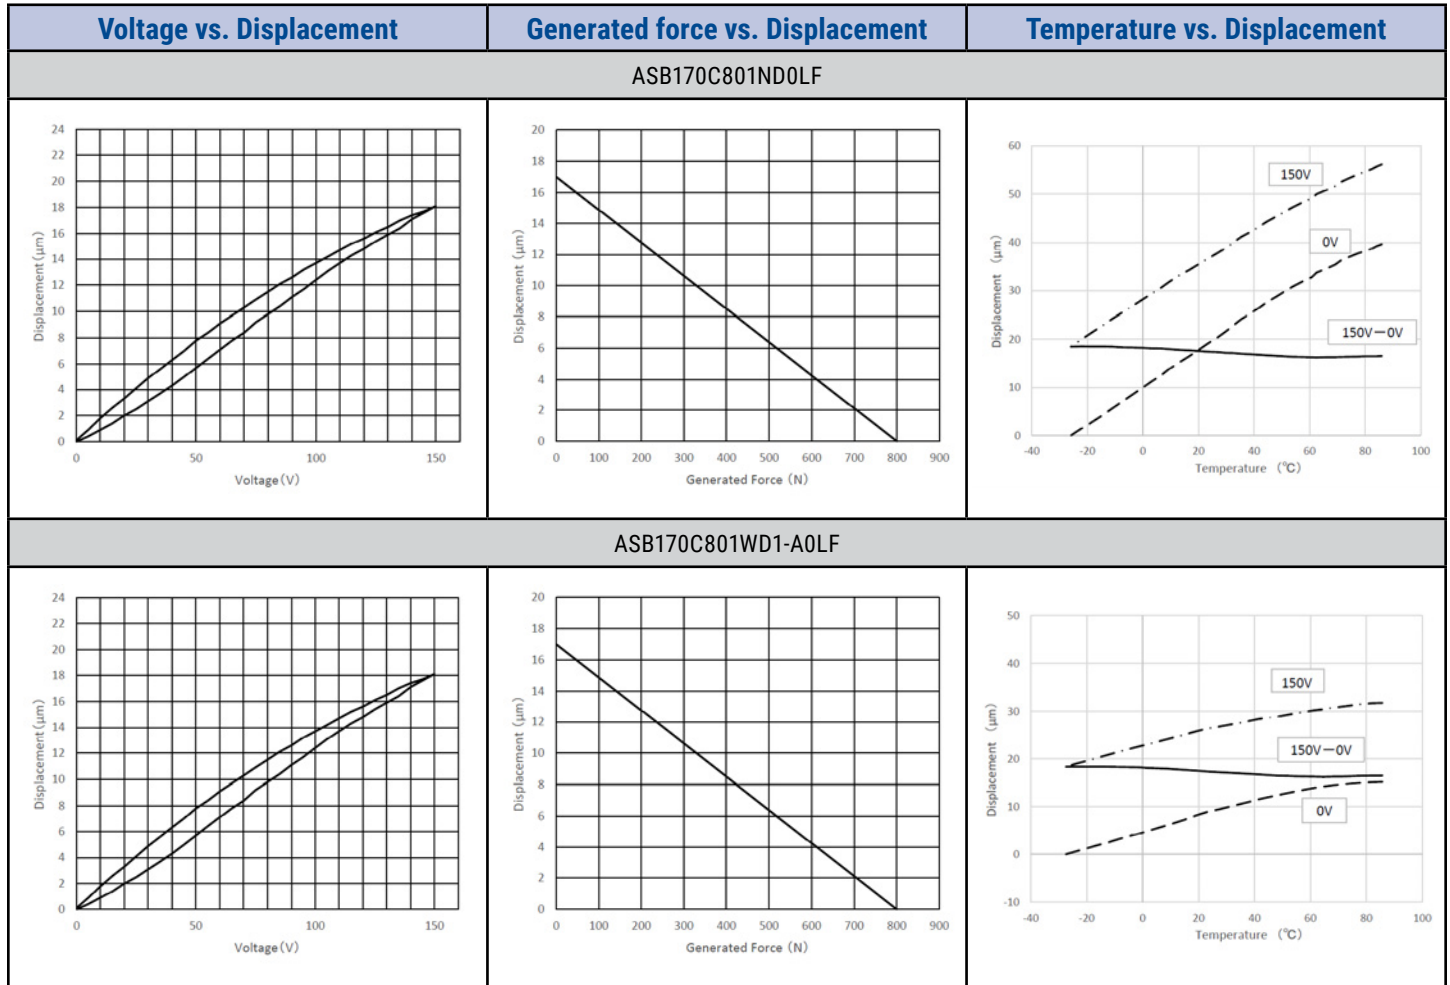 Voltage vs. Displacement
Generated force vs. Displacement
Temperature vs. Displacement
ASB170C801ND0LF
24
22
20
18
16
14
12
10
8
6
4
2
0
Displacement (μm)
0 50 100 150
Voltage(V)
20
18
16
14
12
10
8
6
4
2
0
Displacement (μm)
0 100 200 300 400 500 600 700 800 900
Generated Force (N)
60
50
40
30
20
10
0
Displacement (μm)
150V
0V
150V－0V
-40 -20 0 20 40 60 80 100
Temperature (℃)
ASB170C801WD1-A0LF
24
22
20
18
16
14
12
10
8
6
4
2
0
Displacement (μm)
0 50 100 150
Voltage(V)
20
18
16
14
12
10
8
6
4
2
0
Displacement (μm)
0 100 200 300 400 500 600 700 800 900
Generated Force (N)
50
40
30
20
10
0
-10
Displacement (μm)
150V
150V－0V
0V
-40 -20 0 20 40 60 80 100
Temperature (℃)